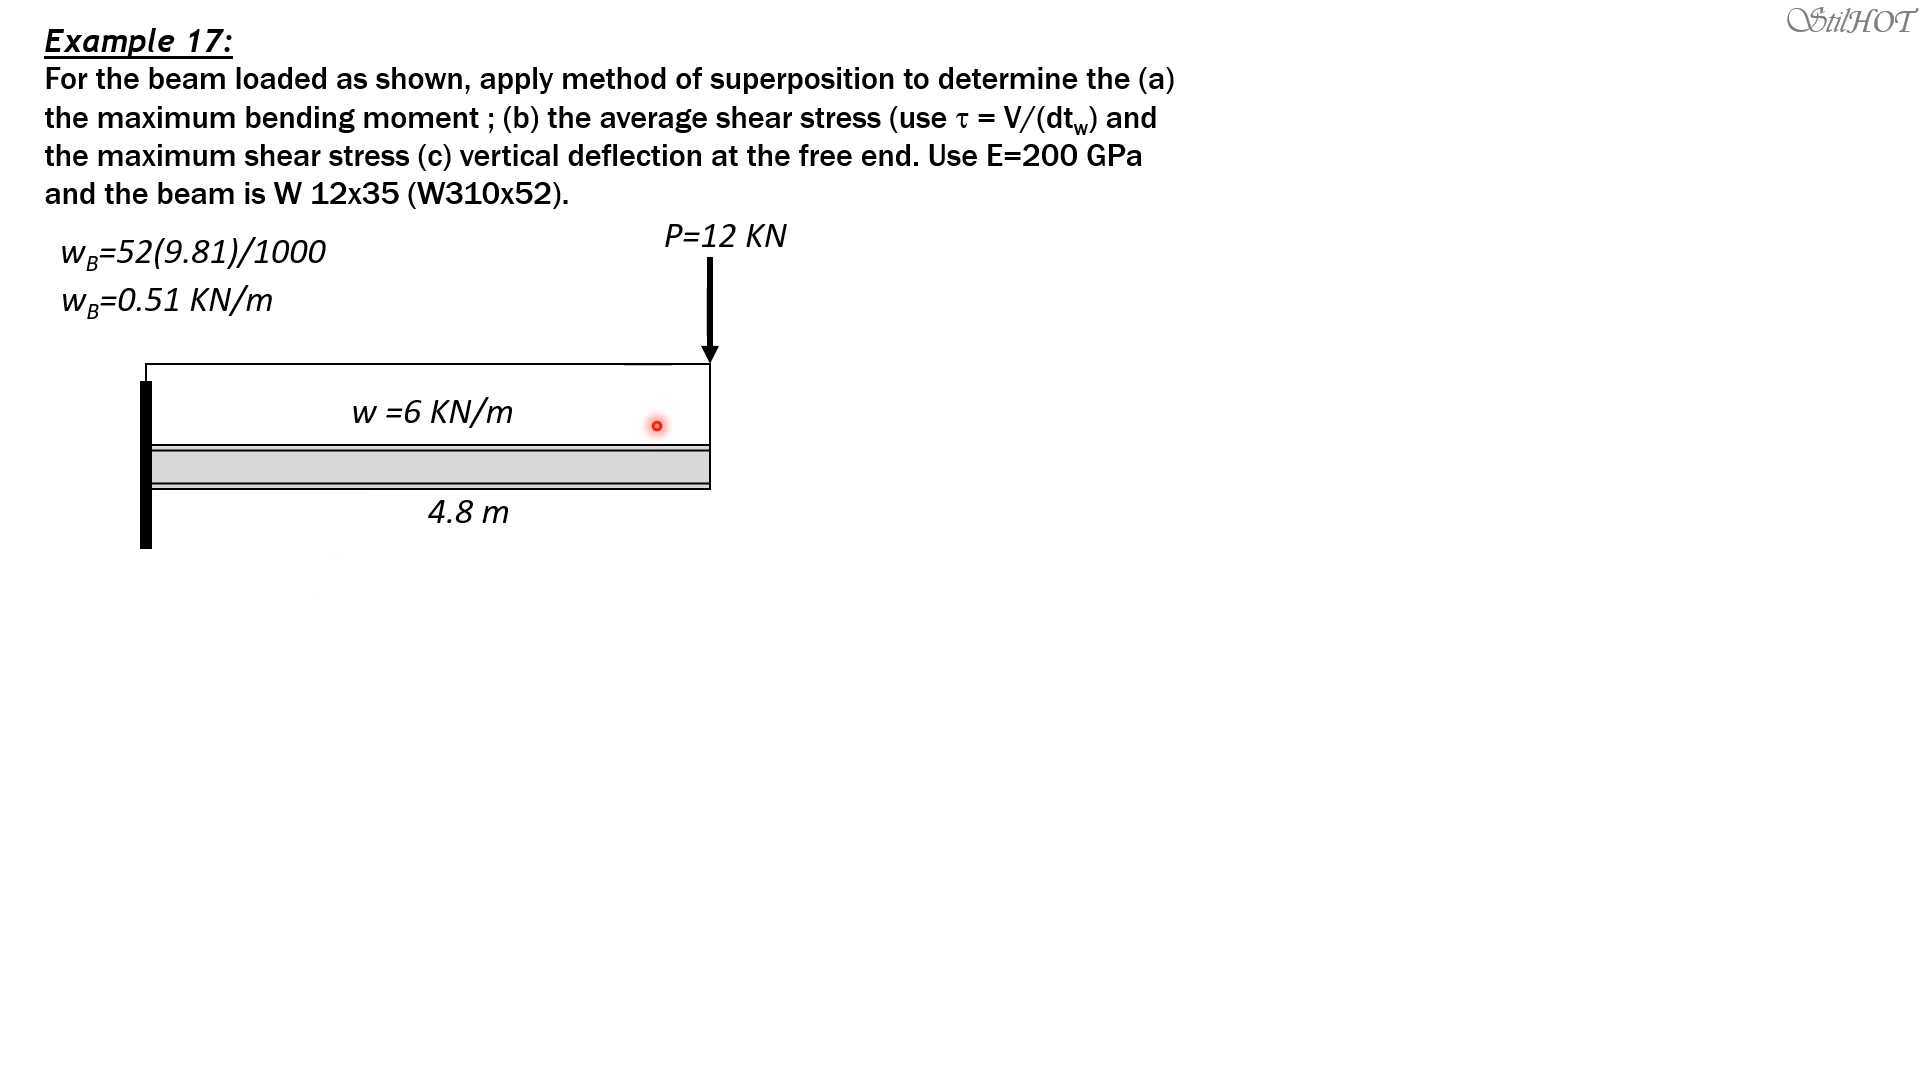 StilHOT
Example 17:
For the beam loaded as shown, apply method of superposition to determine the (a)
the maximum bending moment ; (b) the average shear stress (use τ = V/(dtw) and
the maximum shear stress (c) vertical deflection at the free end. Use E=200 GPa
and the beam is W 12x35 (W310x52).
P=12 KN
wB=52(9.81)/1000
wB=0.51 KN/m
w =6 KN/m
4.8 m